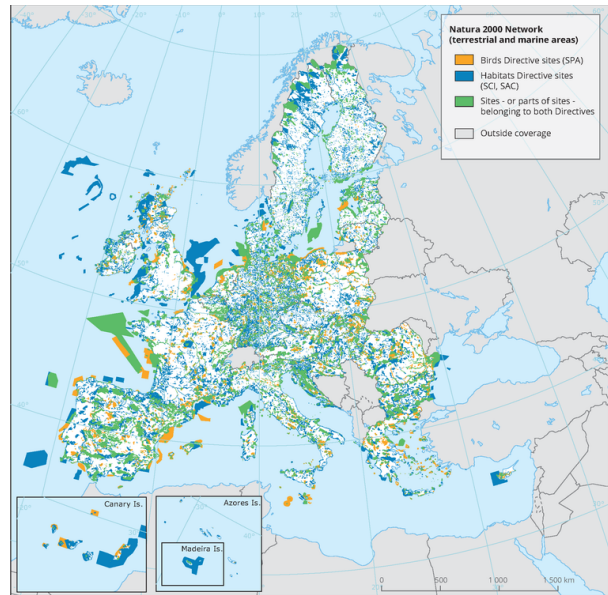 Natura 2000 Network
(terrestrial and marine areas)
Birds Directive sites (SPA)
Habitats Directive sites
(SCI, SAC)
Sites - or parts of sites -
belonging to both Directives
Outside coverage
Canary Is.
Azores Is.
Madeira Is.
0 500 1 000 1 500 km